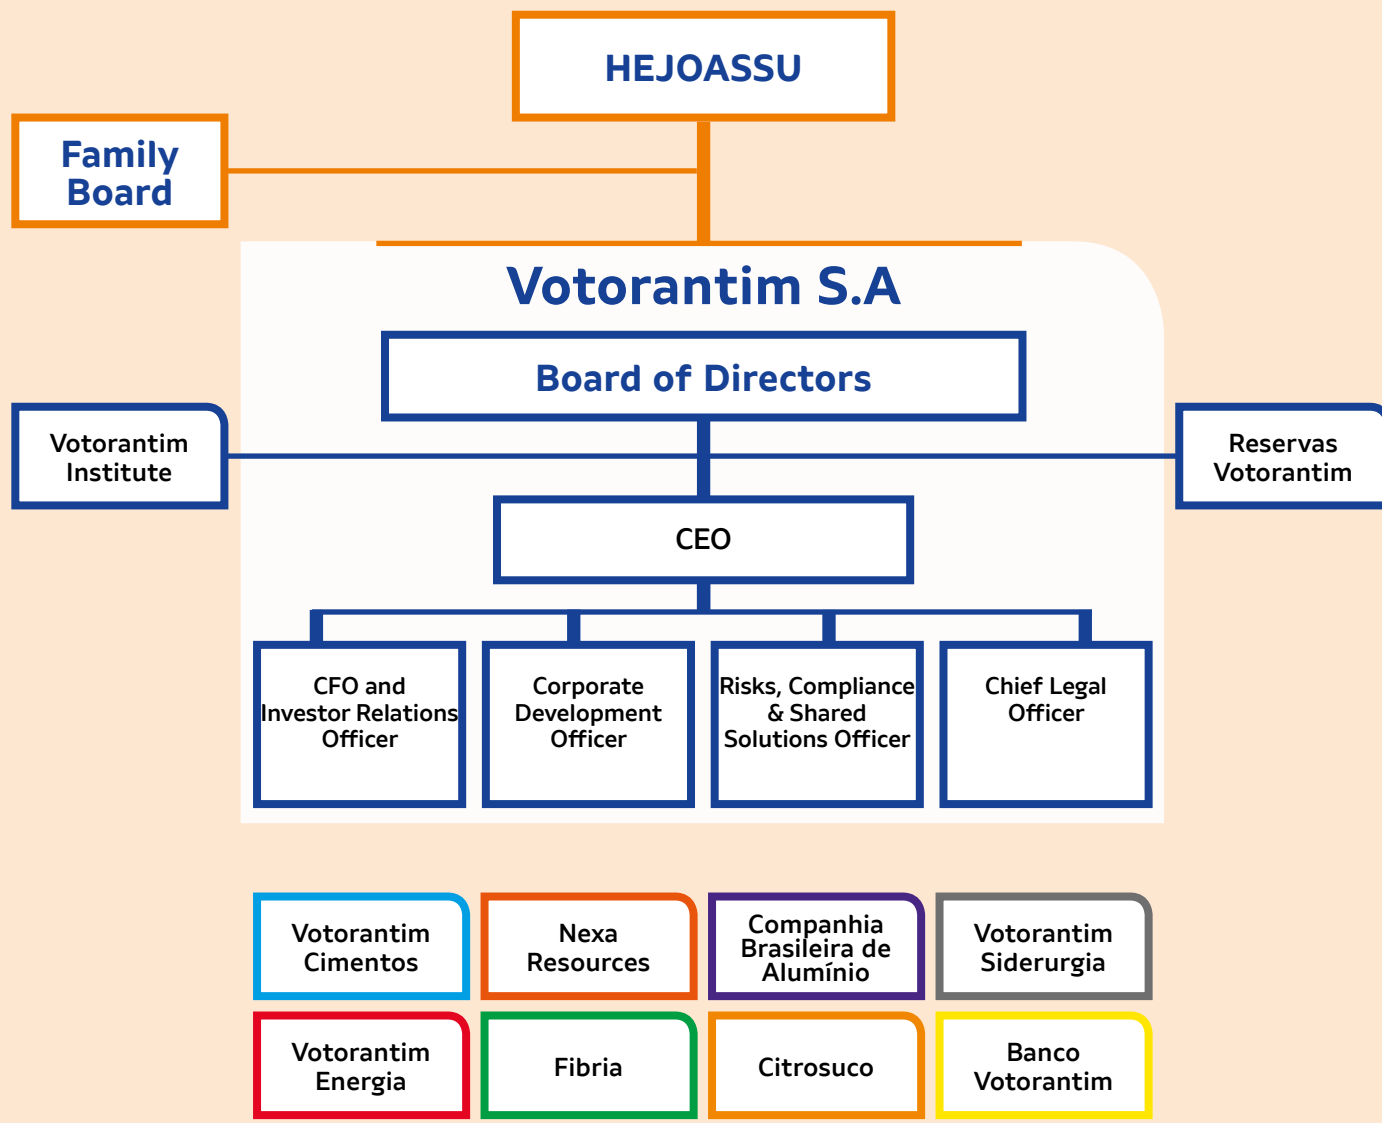 HEJOASSU
Family
Board
Votorantim S.A
Board of Directors
Votorantim
Institute
Reservas
Votorantim
CEO
CFO and
Investor Relations
Officer
Corporate
Development
Officer
Risks, Compliance
& Shared
Solutions Officer
Chief Legal
Officer
Votorantim
Cimentos
Nexa
Resources
Companhia
Brasileira de
Alumínio
Votorantim
Siderurgia
Votorantim
Energia
Fibria
Citrosuco
Banco
Votorantim